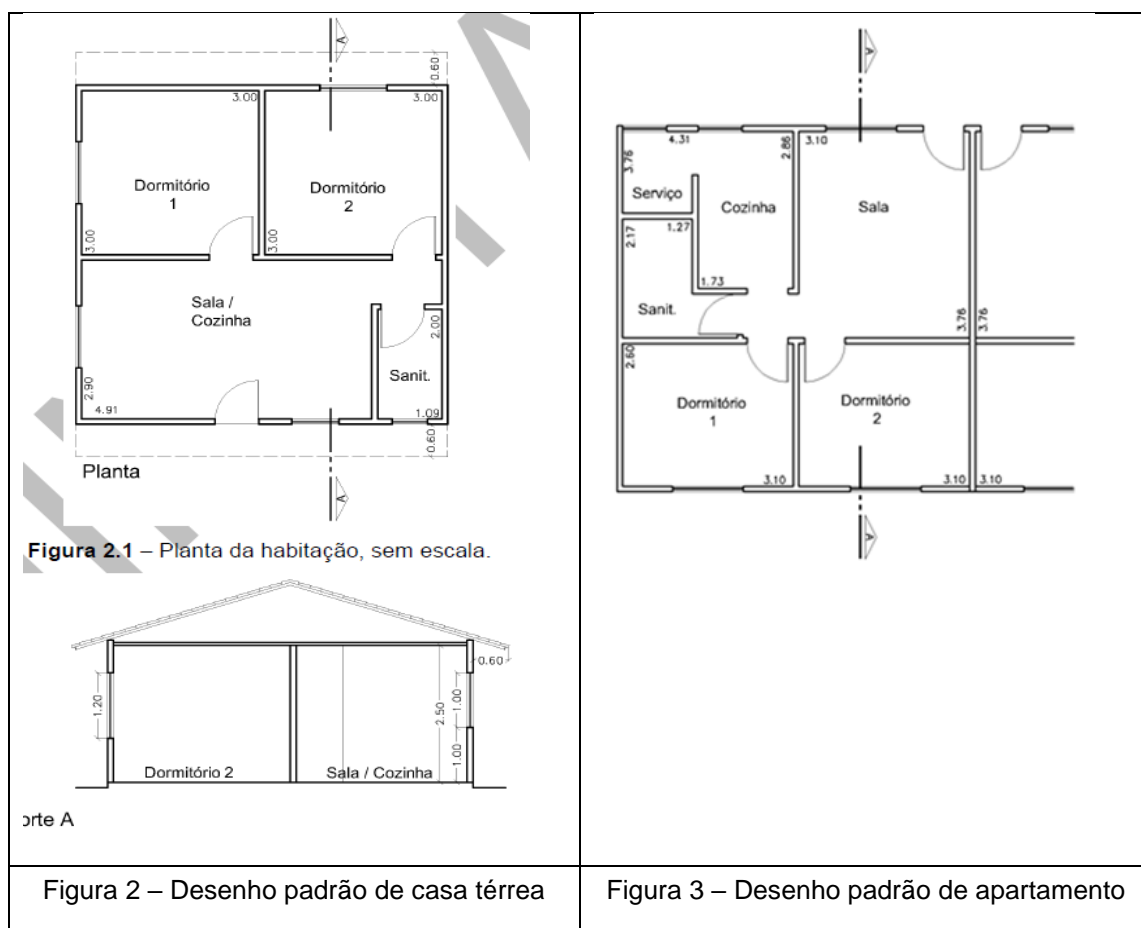 A
0.60
3.00
3.00
Dormitório
1
Dormitório
2
3.00
3.00
Sala /
Cozinha
2.00
Sanit.
2.90
4.91
1.09
0.60
Planta
A
Figura 2.1 – Planta da habitação, sem escala.
0.60
1.20
2.50
1.00
1.00
Dormitório 2
Sala / Cozinha
orte A
Figura 2 – Desenho padrão de casa térrea
A
4.31
2.86
3.10
3.76
Serviço
Cozinha
Sala
1.27
2.17
1.73
Sanit.
3.76
3.76
2.60
Dormitório
1
Dormitório
2
3.10
3.10
3.10
A
Figura 3 – Desenho padrão de apartamento